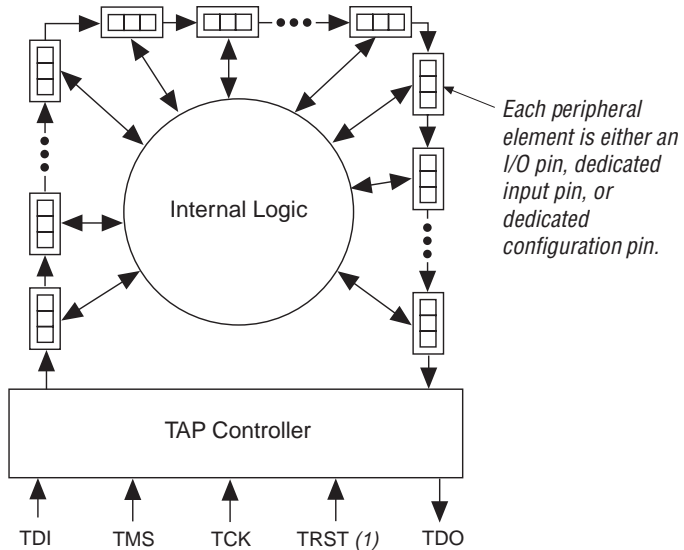 Each peripheral
element is either an
I/O pin, dedicated
input pin, or
dedicated
configuration pin.
Internal Logic
TAP Controller
TDI TMS TCK TRST (1) TDO